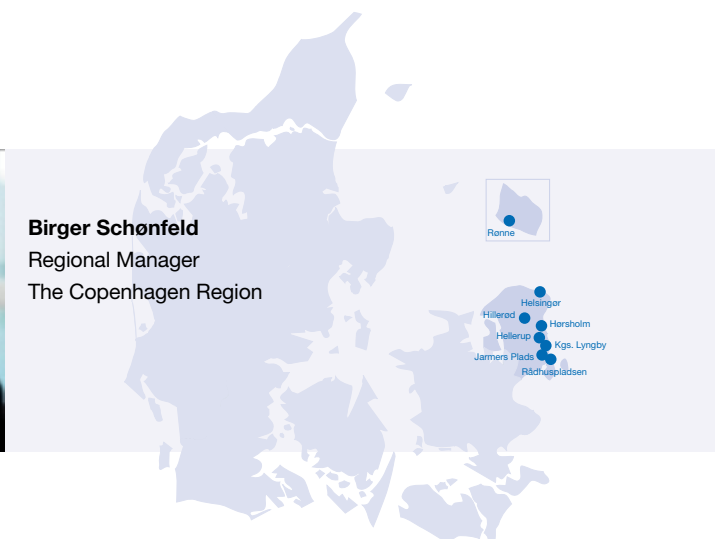 Birger Schønfeld
Regional Manager
The Copenhagen Region
Rønne
Helsingør
Hillerød
Hørsholm
Hellerup
Kgs. Lyngby
Jarmers Plads
Rådhuspladsen